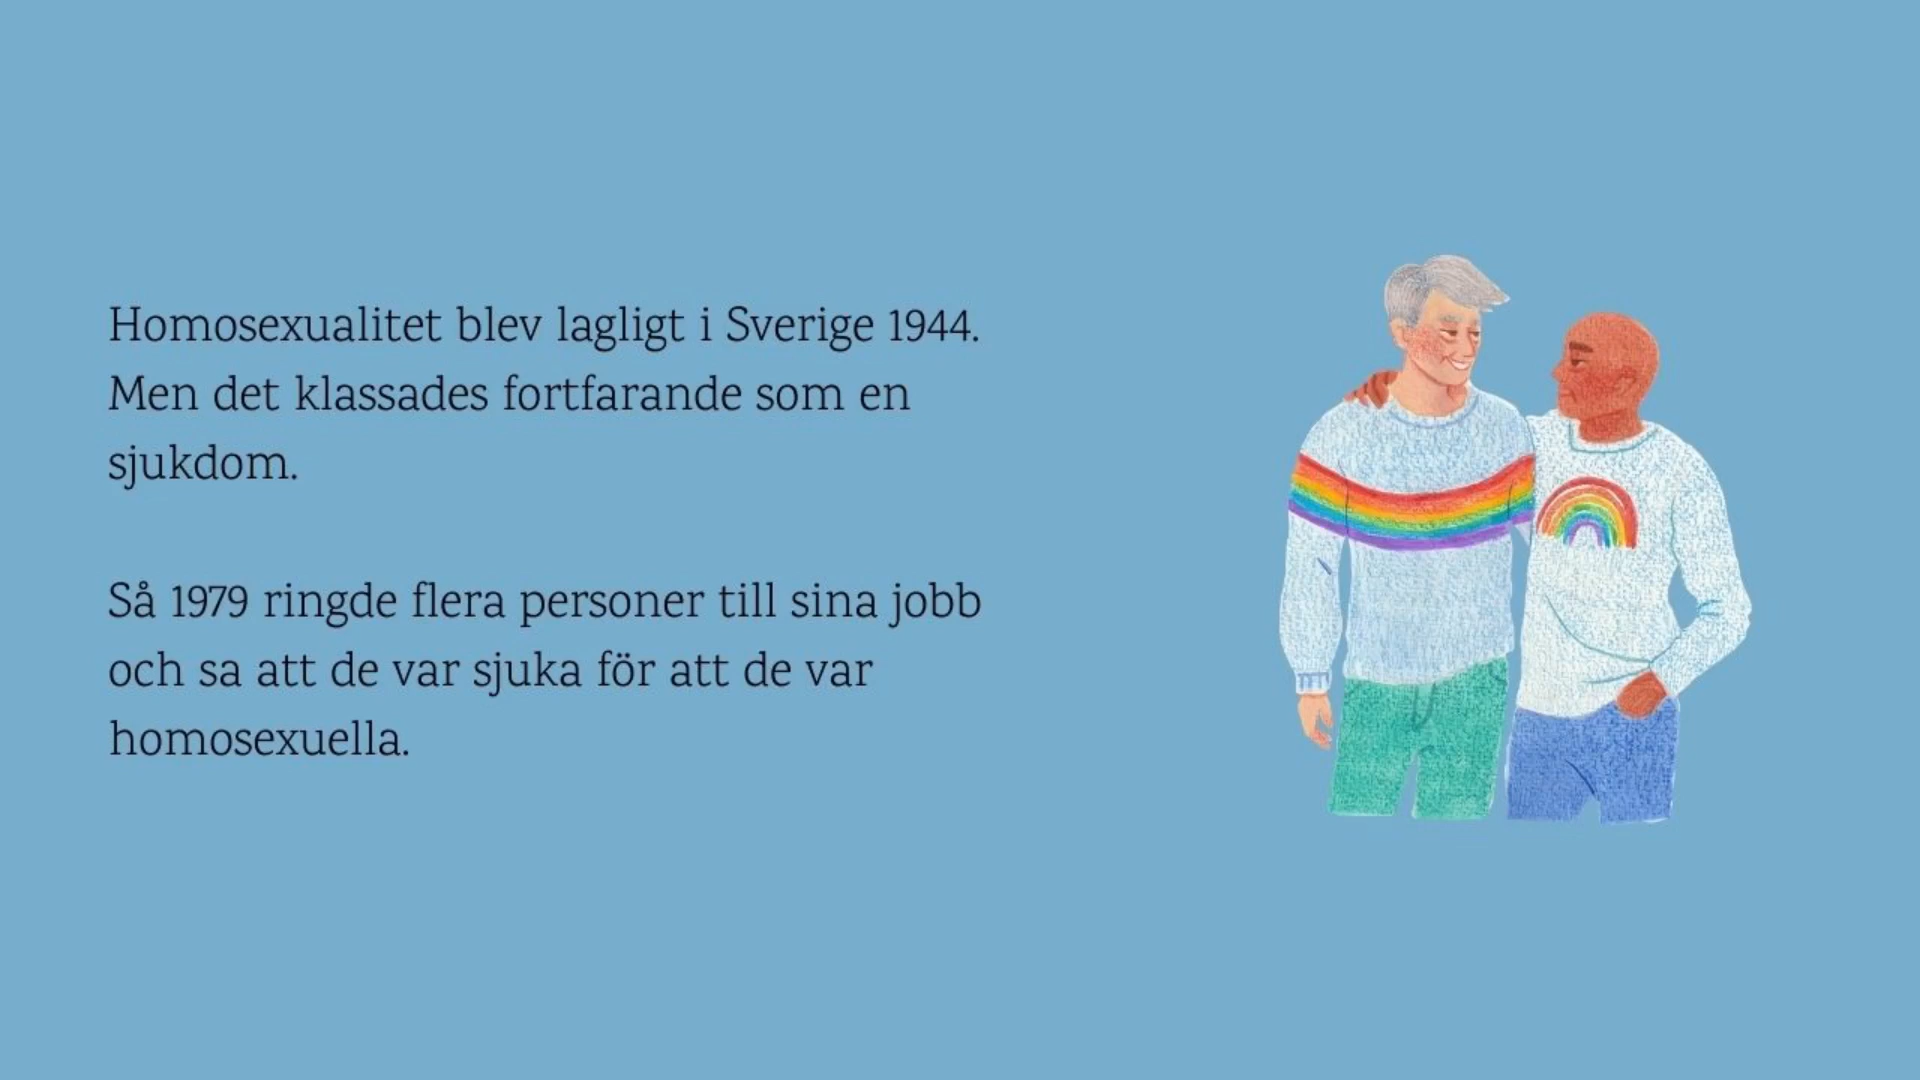 Homosexualitet blev lagligt i Sverige 1944.
Men det klassades fortfarande som en
sjukdom.
Så 1979 ringde flera personer till sina jobb
och sa att de var sjuka för att de var
homosexuella.